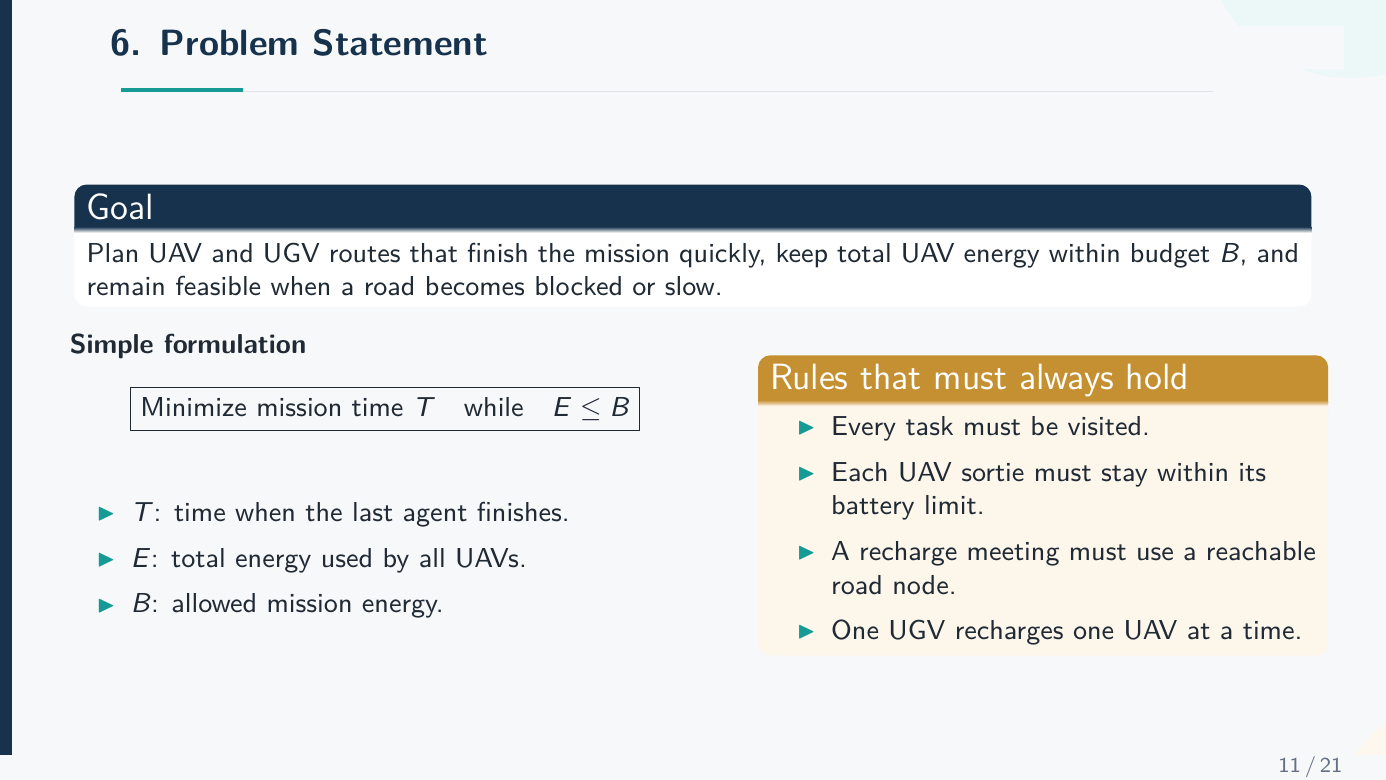 6. Problem Statement
Goal
Plan UAV and UGV routes that finish the mission quickly, keep total UAV energy within budget B, and
remain feasible when a road becomes blocked or slow.
Simple formulation
Minimize mission time T while E ≤ B
▶ T: time when the last agent finishes.
▶ E: total energy used by all UAVs.
▶ B: allowed mission energy.
Rules that must always hold
▶ Every task must be visited.
▶ Each UAV sortie must stay within its
battery limit.
▶ A recharge meeting must use a reachable
road node.
▶ One UGV recharges one UAV at a time.
11 / 21